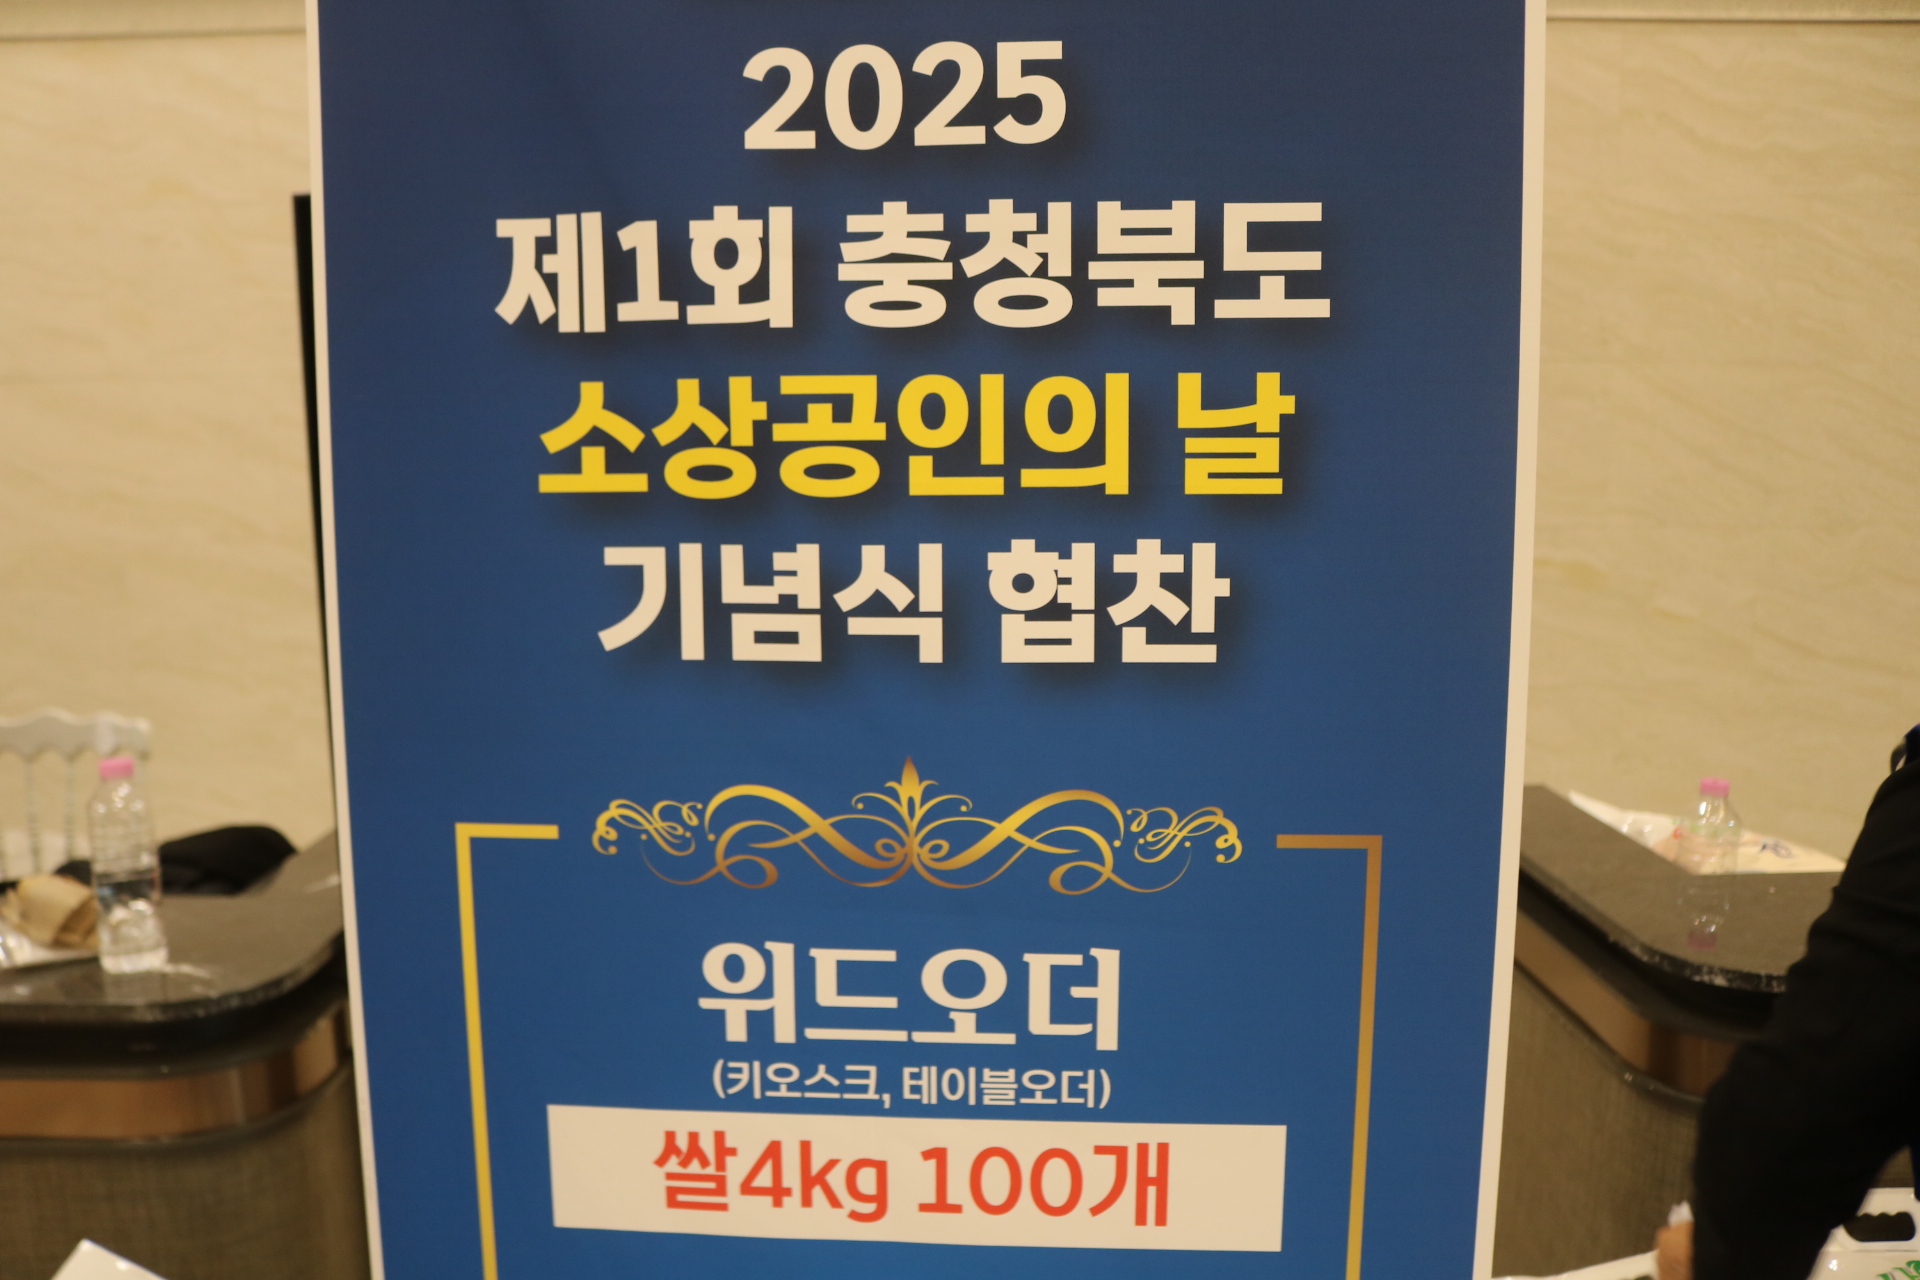 2025
제1회 충청북도
소상공인의 날
기념식 협찬
위드오더
(키오스크, 테이블오더)
쌀4kg 100개